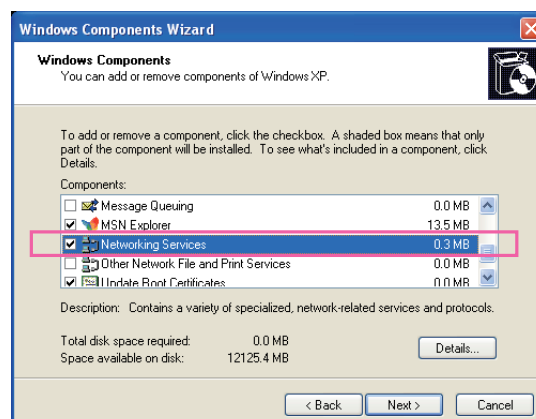 Windows Components Wizard
Windows Components
You can add or remove components of Windows XP.
To add or remove a component, click the checkbox. A shaded box means that only
part of the component will be installed. To see what's included in a component, click
Details.
Components:
Message Queuing 0.0 MB
MSN Explorer 13.5 MB
Networking Services 0.3 MB
Other Network File and Print Services 0.0 MB
Update Root Certificates 0.0 MB
Description: Contains a variety of specialized, network-related services and protocols.
Total disk space required: 0.0 MB
Space available on disk: 12125.4 MB
Details...
< Back Next > Cancel